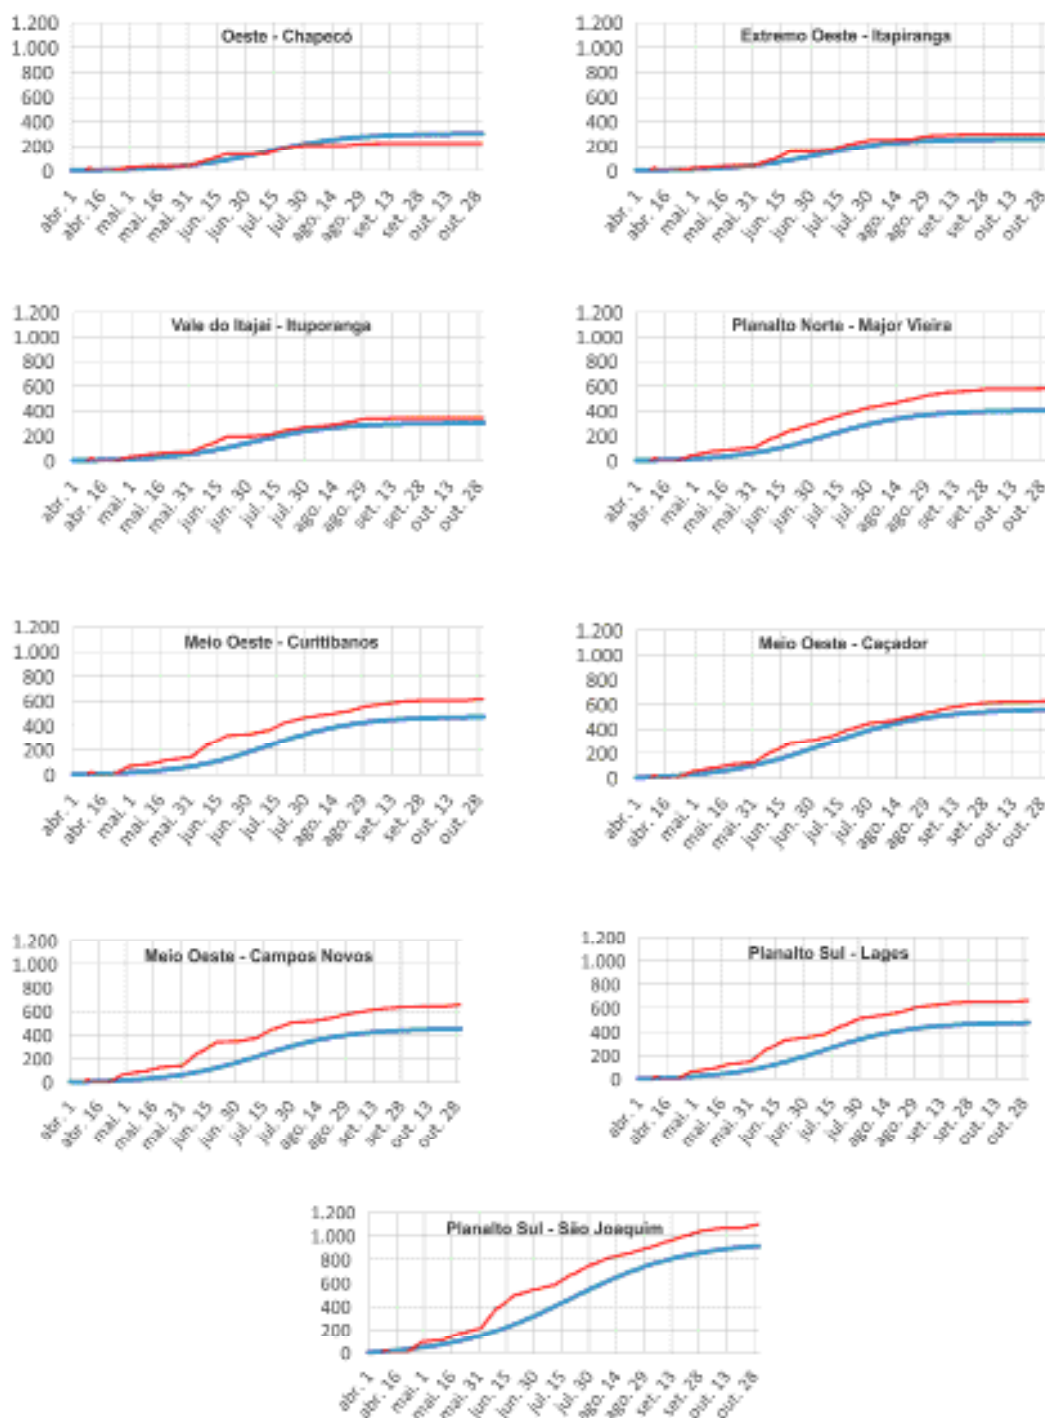 Oeste - Chapecó
1.200
1.000
800
600
400
200
0
abr. 1
abr. 16
mai. 1
mai. 16
mai. 31
jun. 15
jun. 30
jul. 15
jul. 30
ago. 14
ago. 29
set. 13
set. 28
out. 13
out. 28
Extremo Oeste - Itapiranga
1.200
1.000
800
600
400
200
0
abr. 1
abr. 16
mai. 1
mai. 16
mai. 31
jun. 15
jun. 30
jul. 15
jul. 30
ago. 14
ago. 29
set. 13
set. 28
out. 13
out. 28
Vale do Itajaí - Ituporanga
1.200
1.000
800
600
400
200
0
abr. 1
abr. 16
mai. 1
mai. 16
mai. 31
jun. 15
jun. 30
jul. 15
jul. 30
ago. 14
ago. 29
set. 13
set. 28
out. 13
out. 28
Planalto Norte - Major Vieira
1.200
1.000
800
600
400
200
0
abr. 1
abr. 16
mai. 1
mai. 16
mai. 31
jun. 15
jun. 30
jul. 15
jul. 30
ago. 14
ago. 29
set. 13
set. 28
out. 13
out. 28
Meio Oeste - Curitibanos
1.200
1.000
800
600
400
200
0
abr. 1
abr. 16
mai. 1
mai. 16
mai. 31
jun. 15
jun. 30
jul. 15
jul. 30
ago. 14
ago. 29
set. 13
set. 28
out. 13
out. 28
Meio Oeste - Caçador
1.200
1.000
800
600
400
200
0
abr. 1
abr. 16
mai. 1
mai. 16
mai. 31
jun. 15
jun. 30
jul. 15
jul. 30
ago. 14
ago. 29
set. 13
set. 28
out. 13
out. 28
Meio Oeste - Campos Novos
1.200
1.000
800
600
400
200
0
abr. 1
abr. 16
mai. 1
mai. 16
mai. 31
jun. 15
jun. 30
jul. 15
jul. 30
ago. 14
ago. 29
set. 13
set. 28
out. 13
out. 28
Planalto Sul - Lages
1.200
1.000
800
600
400
200
0
abr. 1
abr. 16
mai. 1
mai. 16
mai. 31
jun. 15
jun. 30
jul. 15
jul. 30
ago. 14
ago. 29
set. 13
set. 28
out. 13
out. 28
Planalto Sul - São Joaquim
1.200
1.000
800
600
400
200
0
abr. 1
abr. 16
mai. 1
mai. 16
mai. 31
jun. 15
jun. 30
jul. 15
jul. 30
ago. 14
ago. 29
set. 13
set. 28
out. 13
out. 28